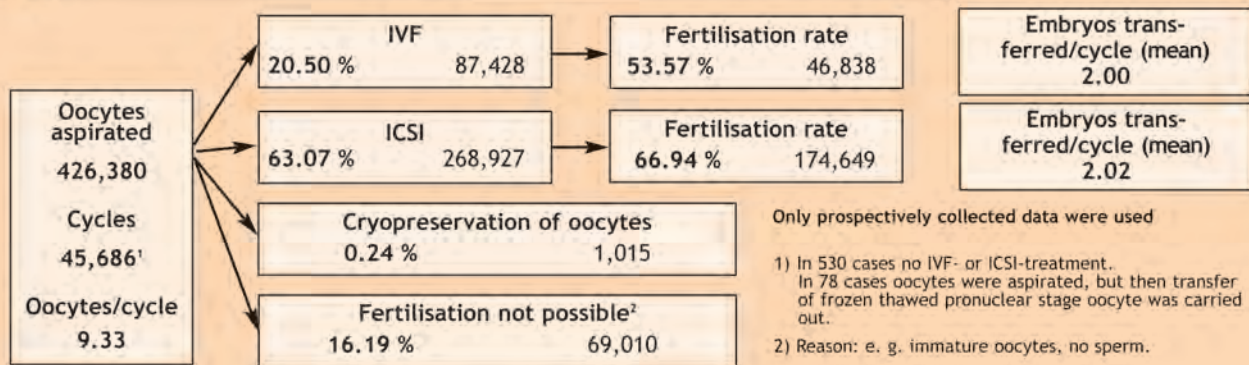 Oocytes
aspirated
426,380
Cycles
45,686¹
Oocytes/cycle
9.33
IVF
20.50 % 87,428
Fertilisation rate
53.57 % 46,838
Embryos trans-
ferred/cycle (mean)
2.00
ICSI
63.07 % 268,927
Fertilisation rate
66.94 % 174,649
Embryos trans-
ferred/cycle (mean)
2.02
Cryopreservation of oocytes
0.24 % 1,015
Fertilisation not possible²
16.19 % 69,010
Only prospectively collected data were used
1) In 530 cases no IVF- or ICSI-treatment.
In 78 cases oocytes were aspirated, but then transfer
of frozen thawed pronuclear stage oocyte was carried
out.
2) Reason: e. g. immature oocytes, no sperm.